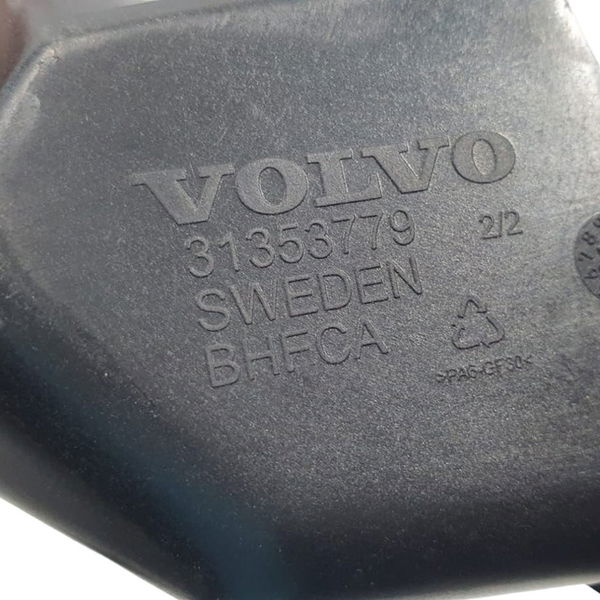 VOLVO
31353779 2/2
SWEDEN
BHFCA
>PA6-GF30<